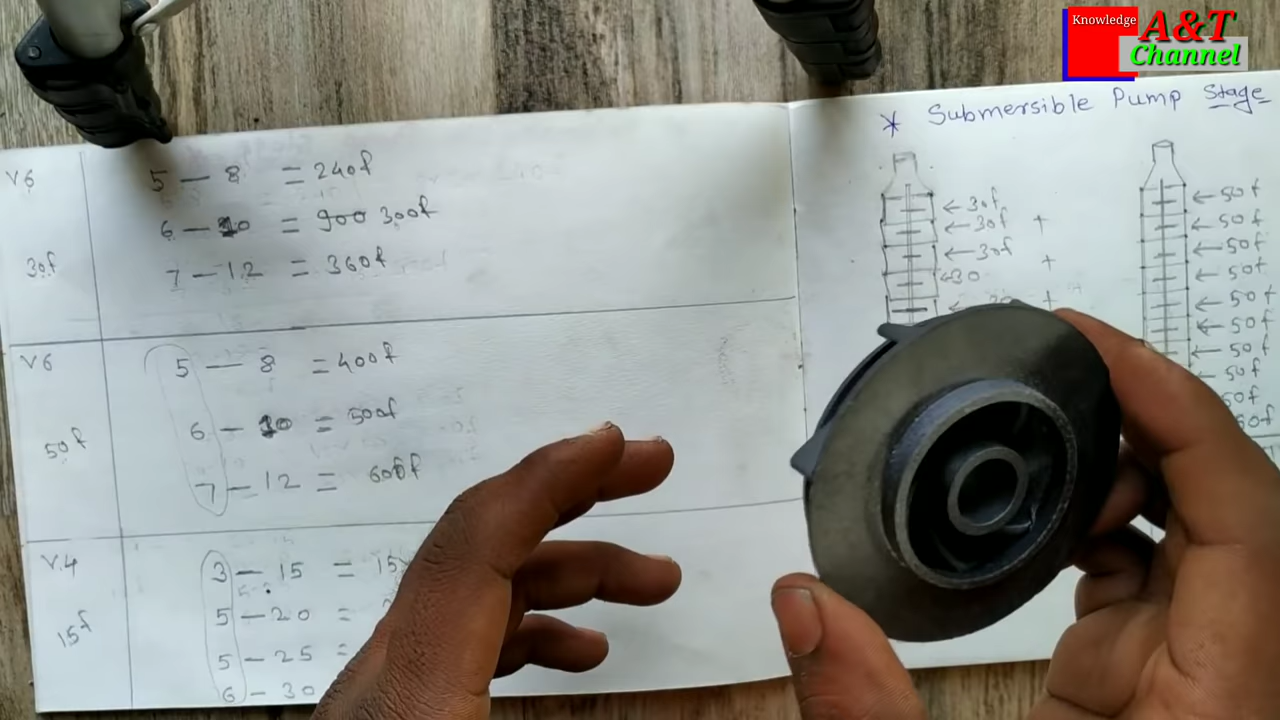 Knowledge A&T
Channel
* Submersible Pump Stage
V6
30f
5 — 8 = 240f
6 — 10 = 900 300f
7 — 12 = 360f
V6
50f
5 — 8 = 400f
6 — 10 = 500f
7 — 12 = 600f
V.4
15f
3 — 15 = 15
5 — 20 =
5 — 25 =
6 — 30
←30f
←30f +
←30f
←30 +
+
←50f
←50f
←50f
←50f
←50f
←50f
←50f
←50f
50f